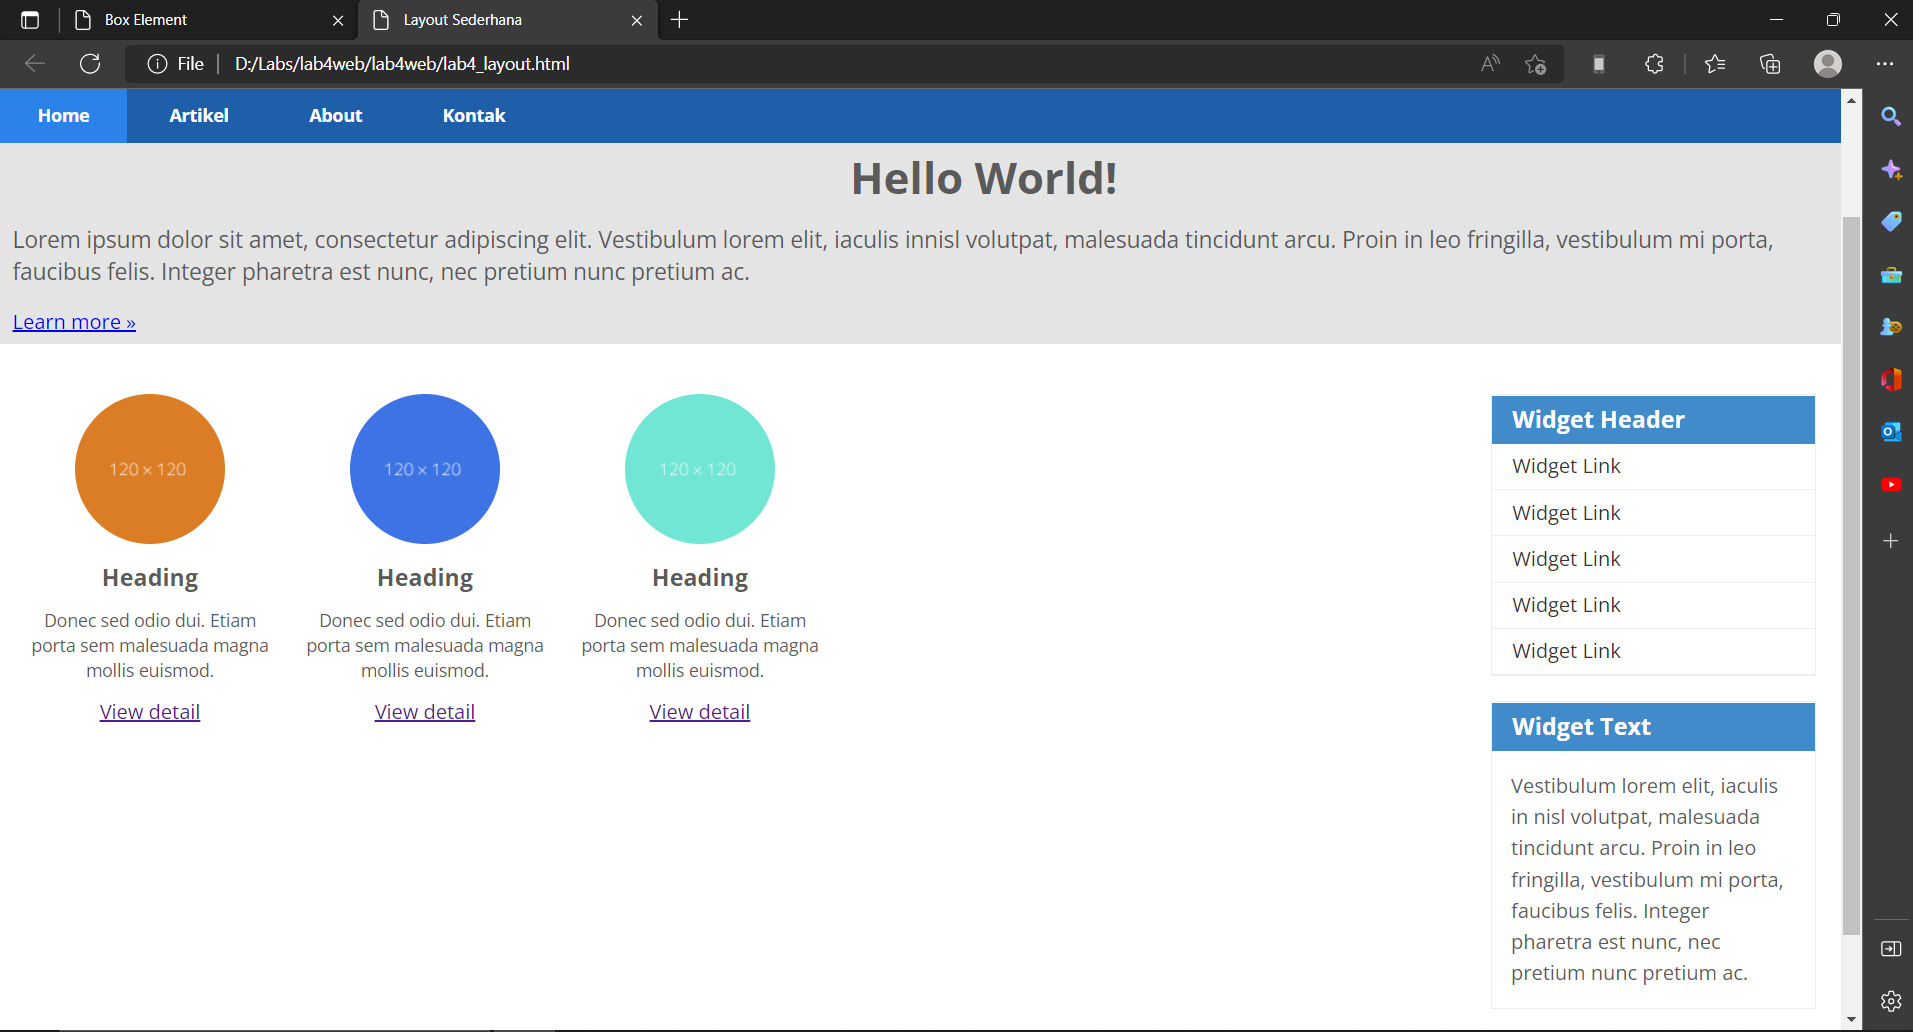 Box Element
Layout Sederhana
File
D:/Labs/lab4web/lab4web/lab4_layout.html
Home
Artikel
About
Kontak
Hello World!
Lorem ipsum dolor sit amet, consectetur adipiscing elit. Vestibulum lorem elit, iaculis innisl volutpat, malesuada tincidunt arcu. Proin in leo fringilla, vestibulum mi porta,
faucibus felis. Integer pharetra est nunc, nec pretium nunc pretium ac.
Learn more »
120 × 120
120 × 120
120 × 120
Heading
Heading
Heading
Donec sed odio dui. Etiam
porta sem malesuada magna
mollis euismod.
Donec sed odio dui. Etiam
porta sem malesuada magna
mollis euismod.
Donec sed odio dui. Etiam
porta sem malesuada magna
mollis euismod.
View detail
View detail
View detail
Widget Header
Widget Link
Widget Link
Widget Link
Widget Link
Widget Link
Widget Text
Vestibulum lorem elit, iaculis
in nisl volutpat, malesuada
tincidunt arcu. Proin in leo
fringilla, vestibulum mi porta,
faucibus felis. Integer
pharetra est nunc, nec
pretium nunc pretium ac.